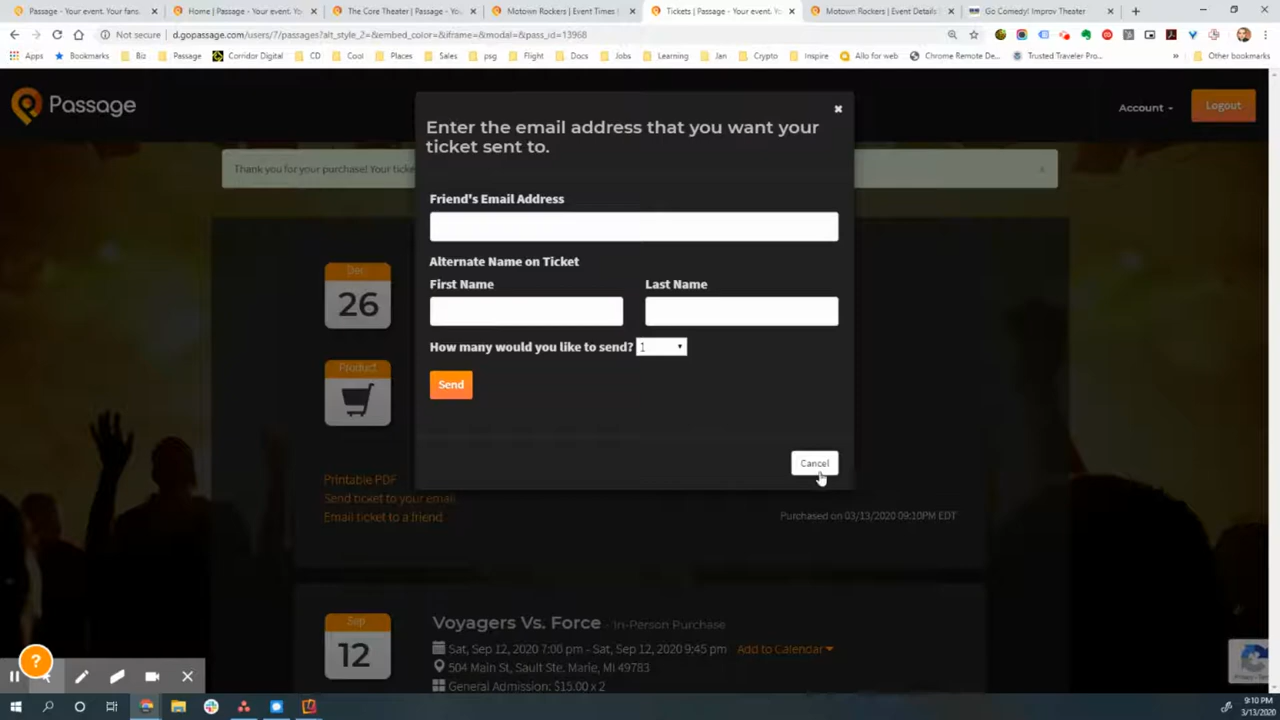 Passage - Your event. Your fans.
Home | Passage - Your event. Yo
The Core Theater | Passage - Yo
Motown Rockers | Event Times |
Tickets | Passage - Your event. Y
Motown Rockers | Event Details
Go Comedy! Improv Theater
Not secure
d.gopassage.com/users/7/passages?alt_style_2=&embed_color=&iframe=&modal=&pass_id=13968
Apps Bookmarks Biz Passage Corridor Digital CD Cool Places Sales psg Flight Docs Jobs Learning Jan Crypto Inspire Allo for web Chrome Remote De... Trusted Traveler Pro... » Other bookmarks
Passage
Account
Logout
Thank you for your purchase! Your ticke
Enter the email address that you want your
ticket sent to.
Friend's Email Address
Alternate Name on Ticket
First Name Last Name
How many would you like to send? 1
Send
Cancel
Dec
26
Product
Printable PDF
Send ticket to your email
Email ticket to a friend
Purchased on 03/13/2020 09:10PM EDT
Sep
12
Voyagers Vs. Force - In-Person Purchase
Sat, Sep 12, 2020 7:00 pm - Sat, Sep 12, 2020 9:45 pm Add to Calendar
504 Main St, Sault Ste. Marie, MI 49783
General Admission: $15.00 x 2
?
9:10 PM
3/13/2020